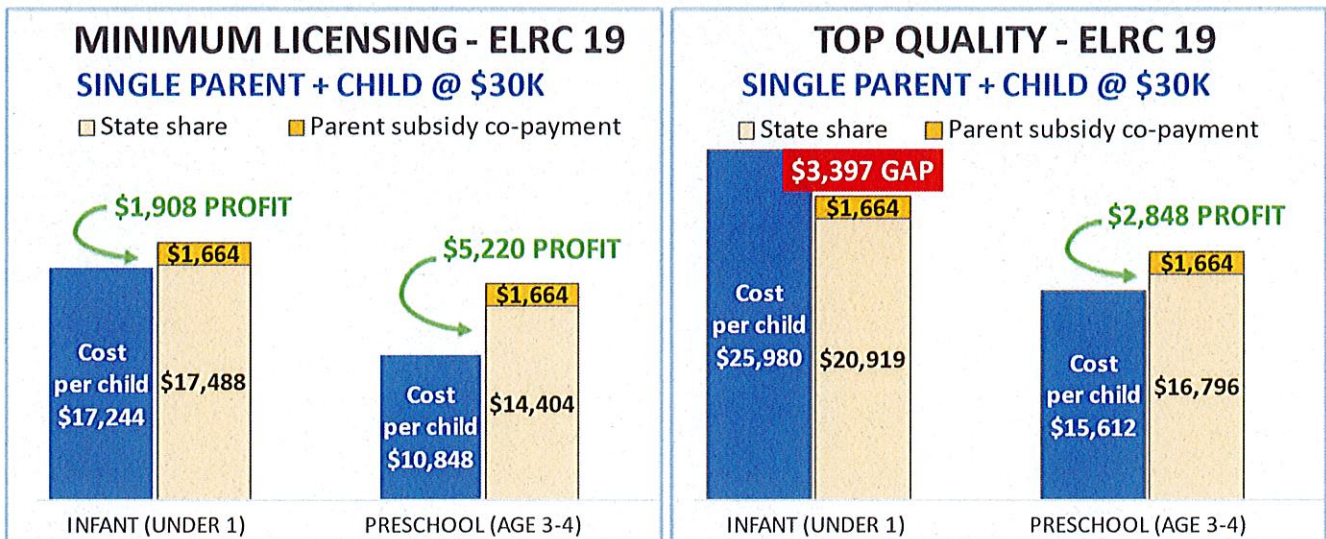 MINIMUM LICENSING - ELRC 19
SINGLE PARENT + CHILD @ $30K
State share
Parent subsidy co-payment
$1,908 PROFIT
$1,664
Cost
per child
$17,244
$17,488
$5,220 PROFIT
$1,664
Cost
per child
$10,848
$14,404
INFANT (UNDER 1)
PRESCHOOL (AGE 3-4)
TOP QUALITY - ELRC 19
SINGLE PARENT + CHILD @ $30K
State share
Parent subsidy co-payment
$3,397 GAP
$1,664
Cost
per child
$25,980
$20,919
$2,848 PROFIT
$1,664
Cost
per child
$15,612
$16,796
INFANT (UNDER 1)
PRESCHOOL (AGE 3-4)